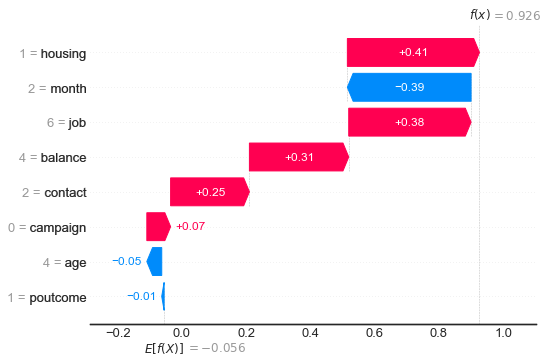 f(x) = 0.926
1 = housing
+0.41
2 = month
−0.39
6 = job
+0.38
4 = balance
+0.31
2 = contact
+0.25
0 = campaign
+0.07
4 = age
−0.05
1 = poutcome
−0.01
−0.2 0.0 0.2 0.4 0.6 0.8 1.0
E[f(X)] = −0.056